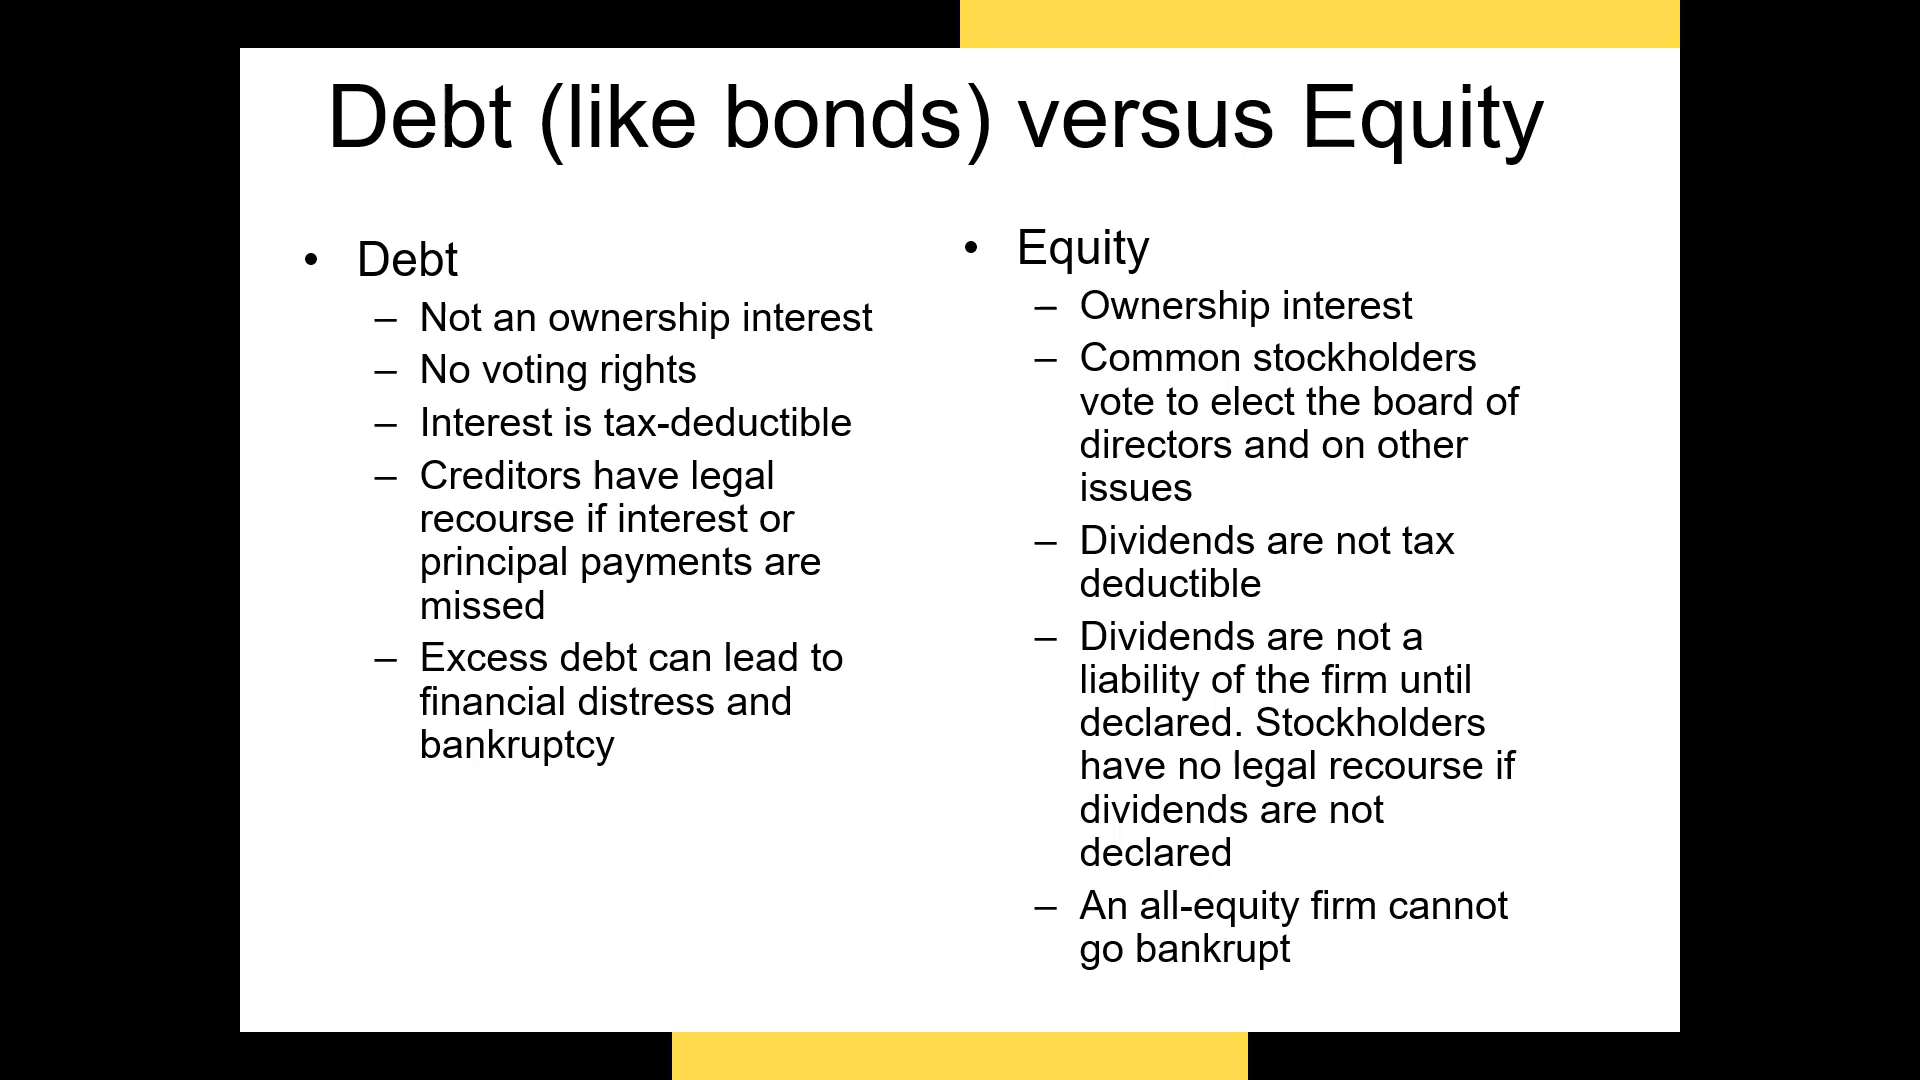 Debt (like bonds) versus Equity
• Debt
– Not an ownership interest
– No voting rights
– Interest is tax-deductible
– Creditors have legal
recourse if interest or
principal payments are
missed
– Excess debt can lead to
financial distress and
bankruptcy
• Equity
– Ownership interest
– Common stockholders
vote to elect the board of
directors and on other
issues
– Dividends are not tax
deductible
– Dividends are not a
liability of the firm until
declared. Stockholders
have no legal recourse if
dividends are not
declared
– An all-equity firm cannot
go bankrupt